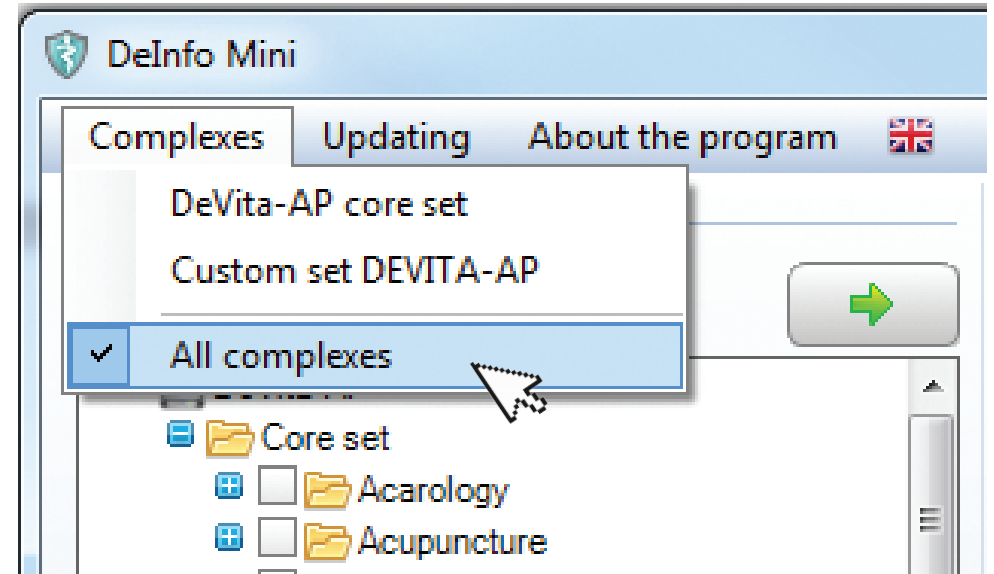 DeInfo Mini
Complexes Updating About the program
DeVita-AP core set
Custom set DEVITA-AP
All complexes
Core set
Acarology
Acupuncture